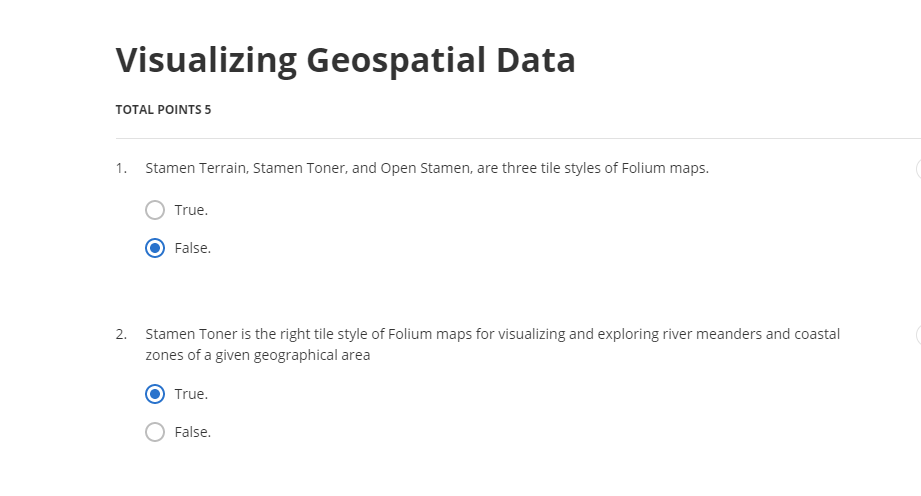 Visualizing Geospatial Data
TOTAL POINTS 5
1. Stamen Terrain, Stamen Toner, and Open Stamen, are three tile styles of Folium maps.
True.
False.
2. Stamen Toner is the right tile style of Folium maps for visualizing and exploring river meanders and coastal
zones of a given geographical area
True.
False.